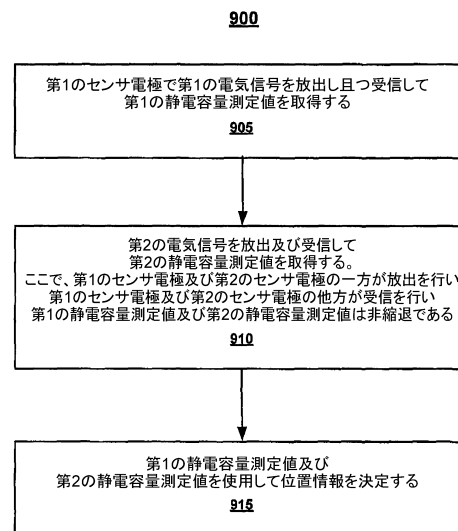 900
第1のセンサ電極で第1の電気信号を放出し且つ受信して
第1の静電容量測定値を取得する
905
第2の電気信号を放出及び受信して
第2の静電容量測定値を取得する。
ここで、第1のセンサ電極及び第2のセンサ電極の一方が放出を行い
第1のセンサ電極及び第2のセンサ電極の他方が受信を行い
第1の静電容量測定値及び第2の静電容量測定値は非縮退である
910
第1の静電容量測定値及び
第2の静電容量測定値を使用して位置情報を決定する
915